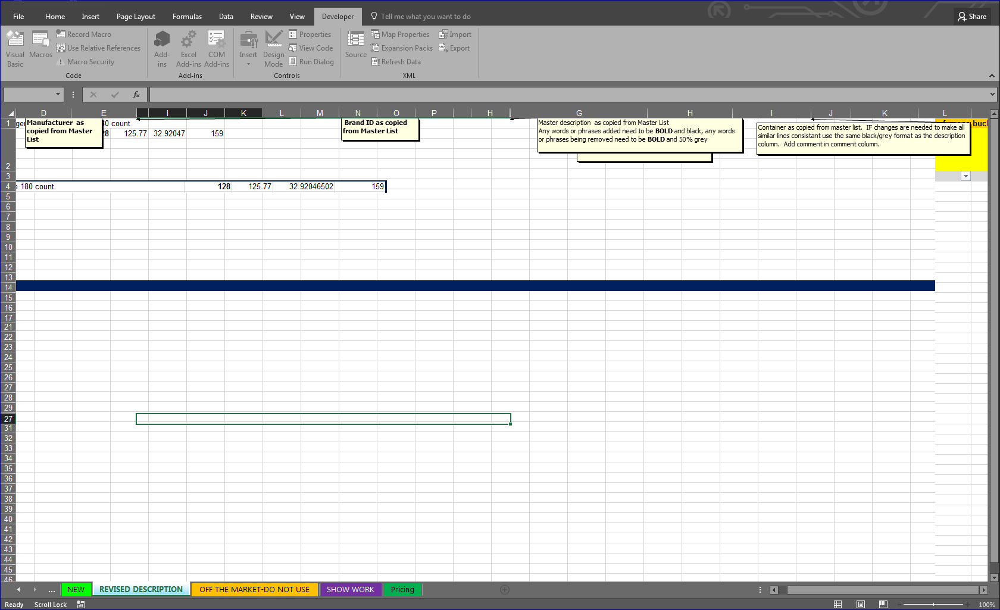 File Home Insert Page Layout Formulas Data Review View Developer Tell me what you want to do Share
Visual Basic
Macros
Record Macro
Use Relative References
Macro Security
Code
Add-ins
Excel Add-ins
COM Add-ins
Add-ins
Insert
Design Mode
Properties
View Code
Run Dialog
Controls
Source
Map Properties
Expansion Packs
Refresh Data
Import
Export
XML
fx
D E I J K L M N O P H G H I J K L
1
Manufacturer as
copied from Master
List
count
125.77 32.92047 159
Brand ID as copied
from Master List
Master description as copied from Master List
Any words or phrases added need to be BOLD and black, any words
or phrases being removed need to be BOLD and 50% grey
Container as copied from master list. IF changes are needed to make all
similar lines consistant use the same black/grey format as the description
column. Add comment in comment column.
2
3
4 180 count 128 125.77 32.92046502 159
5
6
7
8
9
10
11
12
13
14
15
16
17
21
22
23
24
25
26
27
28
29
27
31
32
33
34
35
36
37
38
39
40
41
42
43
44
45
46
... NEW REVISED DESCRIPTION OFF THE MARKET-DO NOT USE SHOW WORK Pricing
Ready Scroll Lock 100%